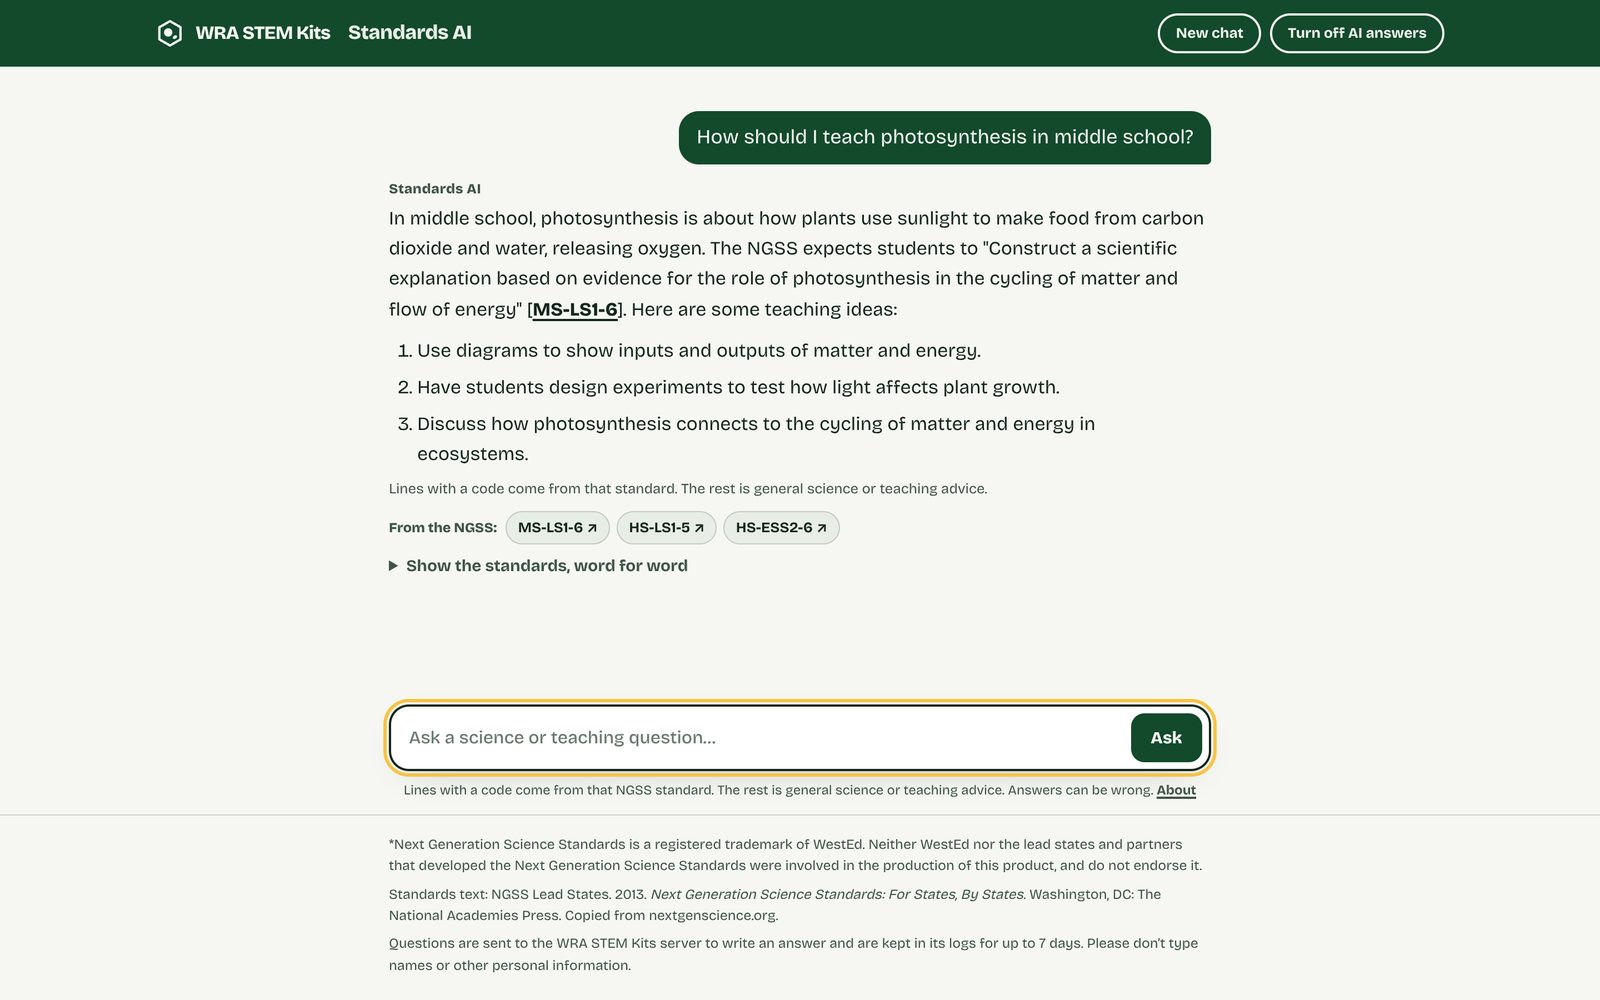 WRA STEM Kits Standards AI
New chat
Turn off AI answers
How should I teach photosynthesis in middle school?
Standards AI
In middle school, photosynthesis is about how plants use sunlight to make food from carbon
dioxide and water, releasing oxygen. The NGSS expects students to "Construct a scientific
explanation based on evidence for the role of photosynthesis in the cycling of matter and
flow of energy" [MS-LS1-6]. Here are some teaching ideas:
1. Use diagrams to show inputs and outputs of matter and energy.
2. Have students design experiments to test how light affects plant growth.
3. Discuss how photosynthesis connects to the cycling of matter and energy in
ecosystems.
Lines with a code come from that standard. The rest is general science or teaching advice.
From the NGSS: MS-LS1-6 ↗ HS-LS1-5 ↗ HS-ESS2-6 ↗
▶ Show the standards, word for word
Ask a science or teaching question...
Ask
Lines with a code come from that NGSS standard. The rest is general science or teaching advice. Answers can be wrong. About
*Next Generation Science Standards is a registered trademark of WestEd. Neither WestEd nor the lead states and partners
that developed the Next Generation Science Standards were involved in the production of this product, and do not endorse it.
Standards text: NGSS Lead States. 2013. Next Generation Science Standards: For States, By States. Washington, DC: The
National Academies Press. Copied from nextgenscience.org.
Questions are sent to the WRA STEM Kits server to write an answer and are kept in its logs for up to 7 days. Please don't type
names or other personal information.